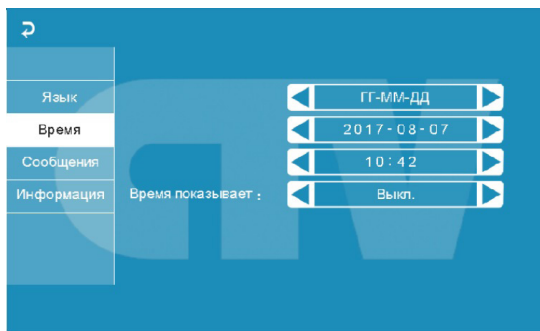 Язык
Время
Сообщения
Информация
ГГ-ММ-ДД
2017-08-07
10:42
Время показывает :
Выкл.